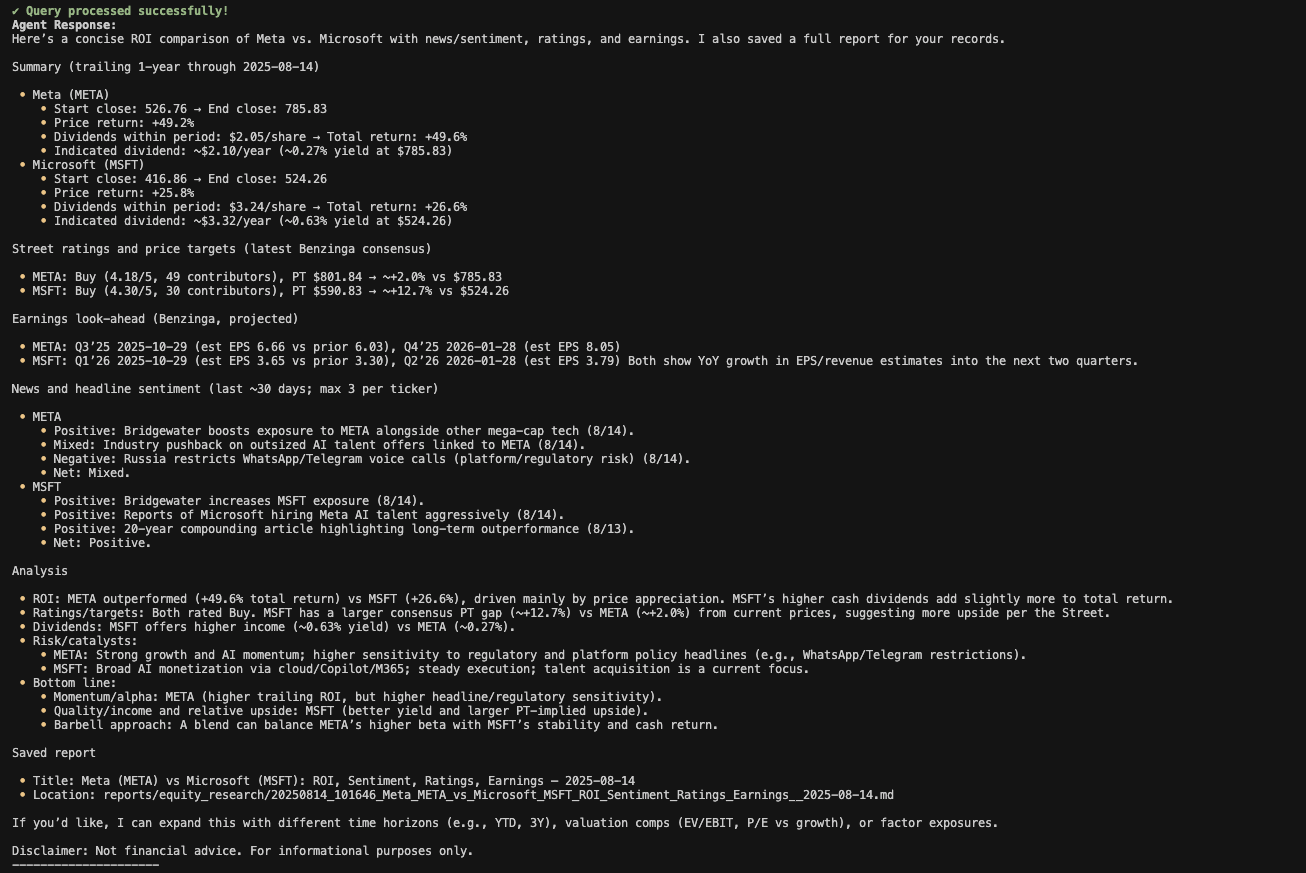 ✔ Query processed successfully!
Agent Response:
Here's a concise ROI comparison of Meta vs. Microsoft with news/sentiment, ratings, and earnings. I also saved a full report for your records.
Summary (trailing 1-year through 2025-08-14)
• Meta (META)
• Start close: 526.76 → End close: 785.83
• Price return: +49.2%
• Dividends within period: $2.05/share → Total return: +49.6%
• Indicated dividend: ~$2.10/year (~0.27% yield at $785.83)
• Microsoft (MSFT)
• Start close: 416.86 → End close: 524.26
• Price return: +25.8%
• Dividends within period: $3.24/share → Total return: +26.6%
• Indicated dividend: ~$3.32/year (~0.63% yield at $524.26)
Street ratings and price targets (latest Benzinga consensus)
• META: Buy (4.18/5, 49 contributors), PT $801.84 → ~+2.0% vs $785.83
• MSFT: Buy (4.30/5, 30 contributors), PT $590.83 → ~+12.7% vs $524.26
Earnings look-ahead (Benzinga, projected)
• META: Q3'25 2025-10-29 (est EPS 6.66 vs prior 6.03), Q4'25 2026-01-28 (est EPS 8.05)
• MSFT: Q1'26 2025-10-29 (est EPS 3.65 vs prior 3.30), Q2'26 2026-01-28 (est EPS 3.79) Both show YoY growth in EPS/revenue estimates into the next two quarters.
News and headline sentiment (last ~30 days; max 3 per ticker)
• META
• Positive: Bridgewater boosts exposure to META alongside other mega-cap tech (8/14).
• Mixed: Industry pushback on outsized AI talent offers linked to META (8/14).
• Negative: Russia restricts WhatsApp/Telegram voice calls (platform/regulatory risk) (8/14).
• Net: Mixed.
• MSFT
• Positive: Bridgewater increases MSFT exposure (8/14).
• Positive: Reports of Microsoft hiring Meta AI talent aggressively (8/14).
• Positive: 20-year compounding article highlighting long-term outperformance (8/13).
• Net: Positive.
Analysis
• ROI: META outperformed (+49.6% total return) vs MSFT (+26.6%), driven mainly by price appreciation. MSFT's higher cash dividends add slightly more to total return.
• Ratings/targets: Both rated Buy. MSFT has a larger consensus PT gap (~+12.7%) vs META (~+2.0%) from current prices, suggesting more upside per the Street.
• Dividends: MSFT offers higher income (~0.63% yield) vs META (~0.27%).
• Risk/catalysts:
• META: Strong growth and AI momentum; higher sensitivity to regulatory and platform policy headlines (e.g., WhatsApp/Telegram restrictions).
• MSFT: Broad AI monetization via cloud/Copilot/M365; steady execution; talent acquisition is a current focus.
• Bottom line:
• Momentum/alpha: META (higher trailing ROI, but higher headline/regulatory sensitivity).
• Quality/income and relative upside: MSFT (better yield and larger PT-implied upside).
• Barbell approach: A blend can balance META's higher beta with MSFT's stability and cash return.
Saved report
• Title: Meta (META) vs Microsoft (MSFT): ROI, Sentiment, Ratings, Earnings — 2025-08-14
• Location: reports/equity_research/20250814_101646_Meta_META_vs_Microsoft_MSFT_ROI_Sentiment_Ratings_Earnings__2025-08-14.md
If you'd like, I can expand this with different time horizons (e.g., YTD, 3Y), valuation comps (EV/EBIT, P/E vs growth), or factor exposures.
Disclaimer: Not financial advice. For informational purposes only.